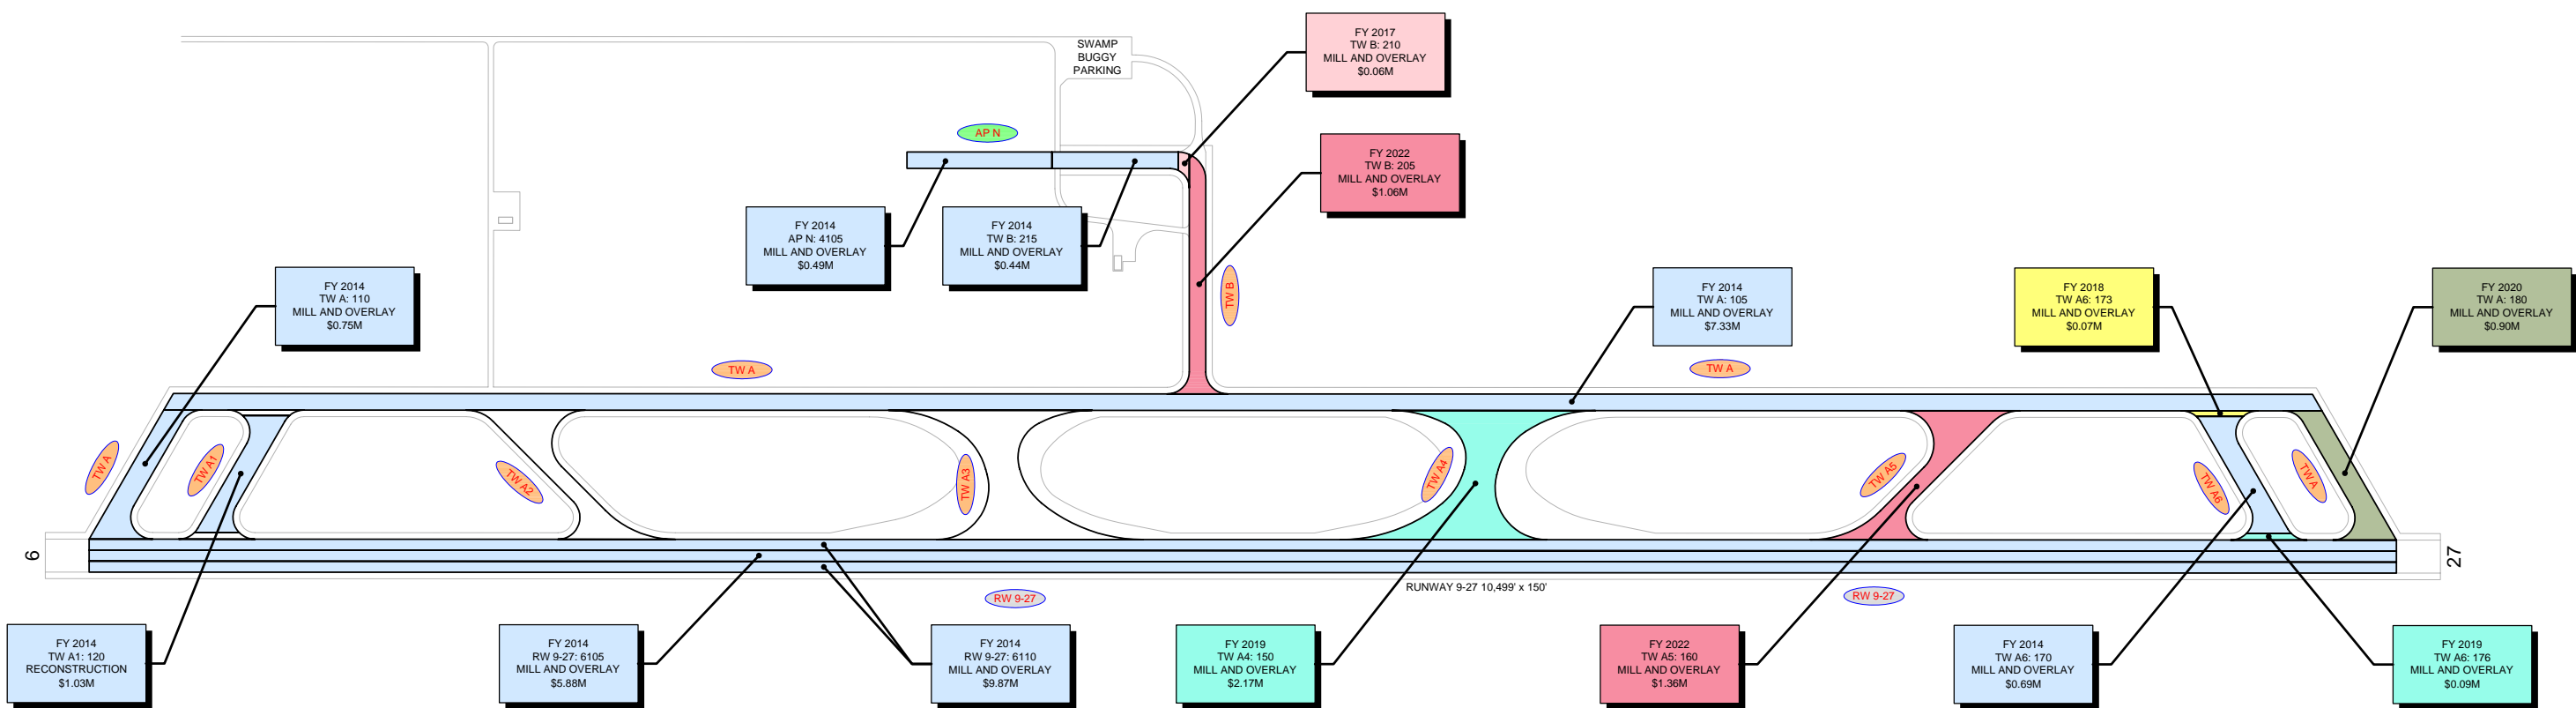 SWAMP
BUGGY
PARKING
FY 2017
TW B: 210
MILL AND OVERLAY
$0.06M
AP N
FY 2022
TW B: 205
MILL AND OVERLAY
$1.06M
FY 2014
AP N: 4105
MILL AND OVERLAY
$0.49M
FY 2014
TW B: 215
MILL AND OVERLAY
$0.44M
TW B
FY 2014
TW A: 110
MILL AND OVERLAY
$0.75M
FY 2014
TW A: 105
MILL AND OVERLAY
$7.33M
FY 2018
TW A6: 173
MILL AND OVERLAY
$0.07M
FY 2020
TW A: 180
MILL AND OVERLAY
$0.90M
TW A
TW A
TW A
TW A1
TW A2
TW A3
TW A4
TW A5
TW A6
TW A
6
27
RUNWAY 9-27 10,499' x 150'
RW 9-27
RW 9-27
FY 2014
TW A1: 120
RECONSTRUCTION
$1.03M
FY 2014
RW 9-27: 6105
MILL AND OVERLAY
$5.88M
FY 2014
RW 9-27: 6110
MILL AND OVERLAY
$9.87M
FY 2019
TW A4: 150
MILL AND OVERLAY
$2.17M
FY 2022
TW A5: 160
MILL AND OVERLAY
$1.36M
FY 2014
TW A6: 170
MILL AND OVERLAY
$0.69M
FY 2019
TW A6: 176
MILL AND OVERLAY
$0.09M